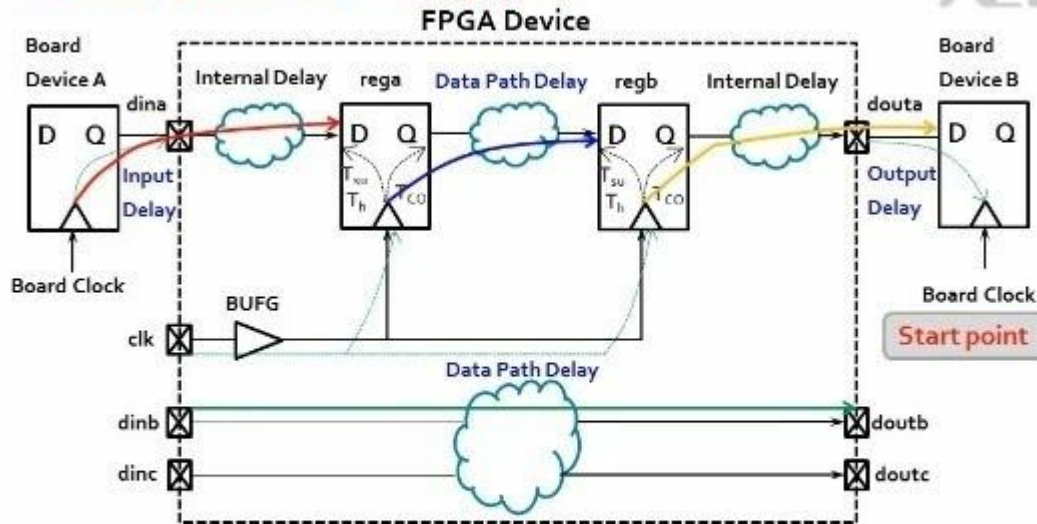 FPGA Device
Board
Device A
Board
Device B
Internal Delay
rega
Data Path Delay
regb
Internal Delay
dina
douta
D Q
D Q
D Q
D Q
Input
Delay
Th
TCO
Tsu
Th
TCO
Output
Delay
Board Clock
BUFG
Board Clock
clk
Start point
Data Path Delay
dinb
doutb
dinc
doutc